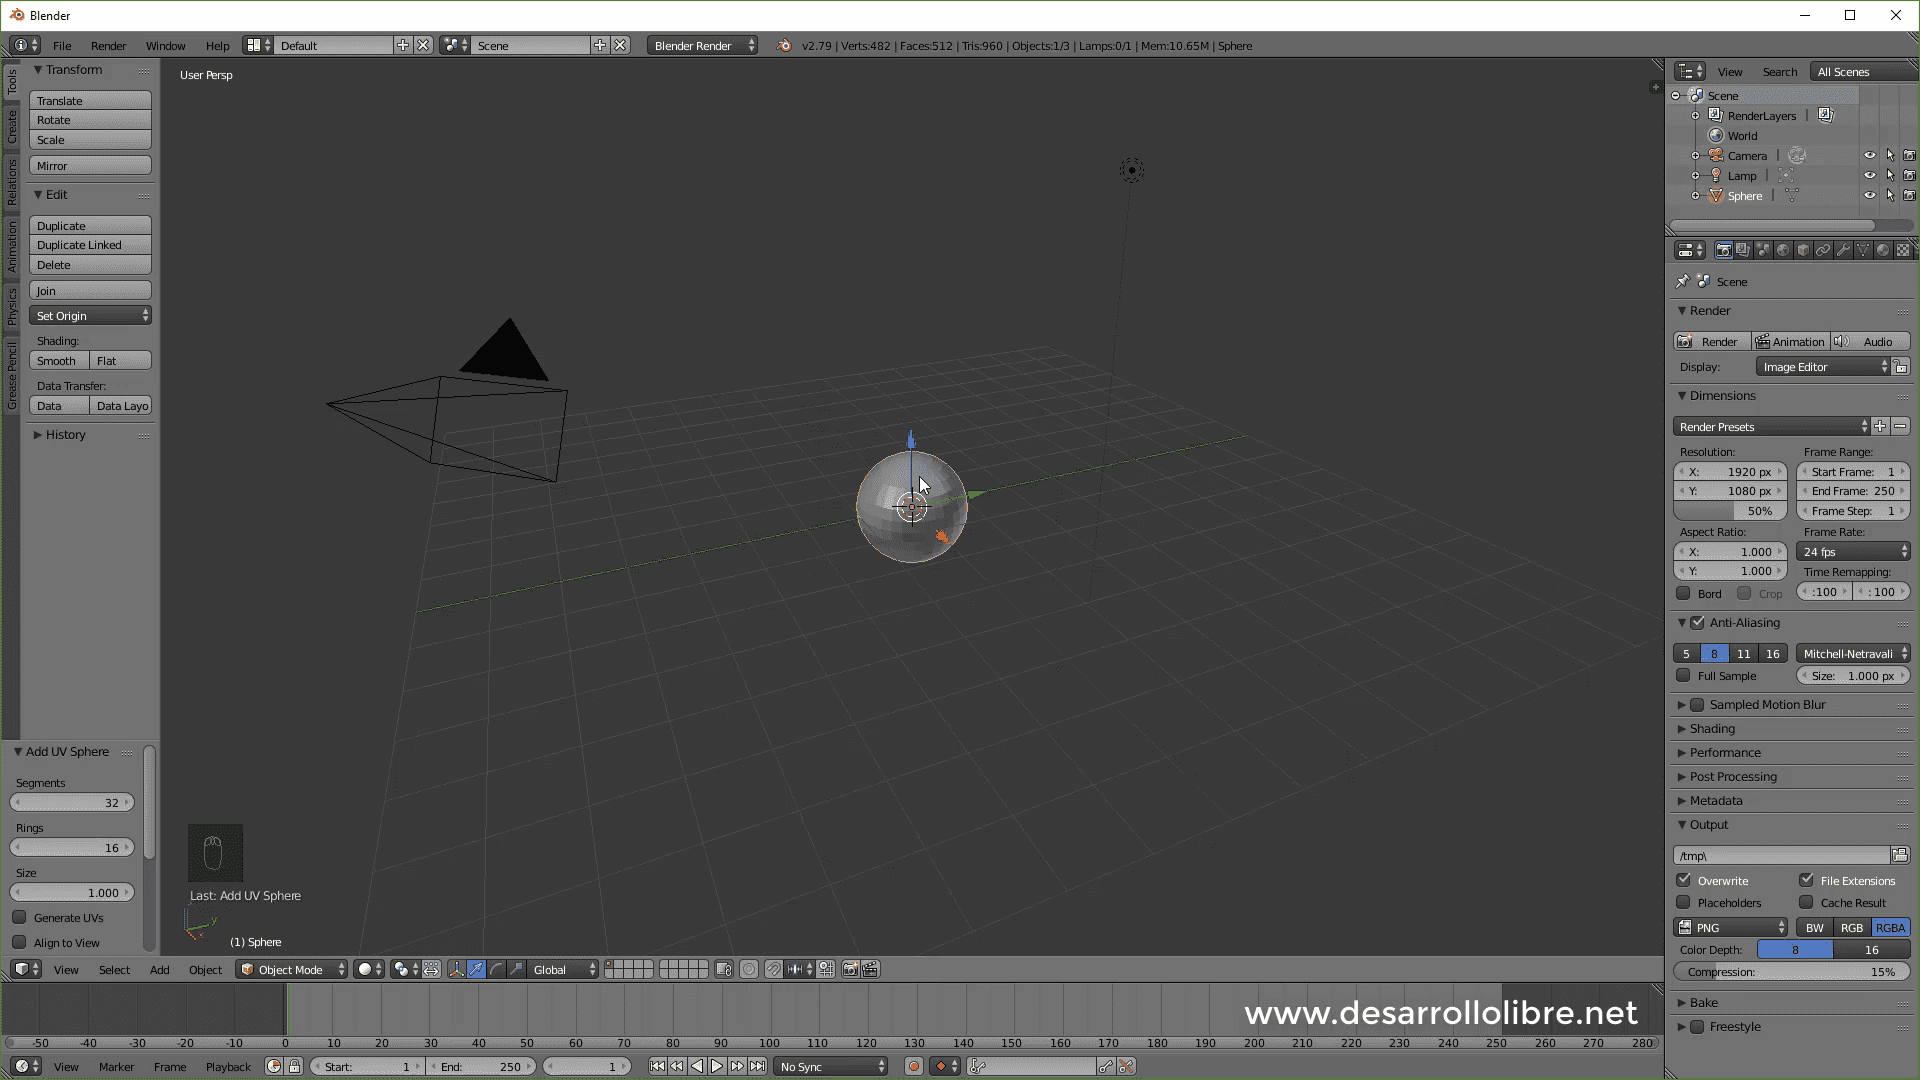 Blender
File Render Window Help Default Scene Blender Render v2.79 | Verts:482 | Faces:512 | Tris:960 | Objects:1/3 | Lamps:0/1 | Mem:10.65M | Sphere
Tools
Create
Relations
Animation
Physics
Grease Pencil
Transform
Translate
Rotate
Scale
Mirror
Edit
Duplicate
Duplicate Linked
Delete
Join
Set Origin
Shading:
Smooth Flat
Data Transfer:
Data Data Layo
History
Add UV Sphere
Segments
32
Rings
16
Size
1.000
Generate UVs
Align to View
User Persp
Last: Add UV Sphere
y
(1) Sphere
View Select Add Object Object Mode Global
View Search All Scenes
Scene
RenderLayers |
World
Camera |
Lamp |
Sphere |
Scene
Render
Render Animation Audio
Display: Image Editor
Dimensions
Render Presets
Resolution: Frame Range:
X: 1920 px Start Frame: 1
Y: 1080 px End Frame: 250
50% Frame Step: 1
Aspect Ratio: Frame Rate:
X: 1.000 24 fps
Y: 1.000 Time Remapping:
Bord Crop :100 : 100
Anti-Aliasing
5 8 11 16 Mitchell-Netravali
Full Sample Size: 1.000 px
Sampled Motion Blur
Shading
Performance
Post Processing
Metadata
Output
/tmp\
Overwrite File Extensions
Placeholders Cache Result
PNG BW RGB RGBA
Color Depth: 8 16
Compression: 15%
Bake
Freestyle
www.desarrollolibre.net
-50 -40 -30 -20 -10 0 10 20 30 40 50 60 70 80 90 100 110 120 130 140 150 160 170 180 190 200 210 220 230 240 250 260 270 280
View Marker Frame Playback Start: 1 End: 250 1 No Sync